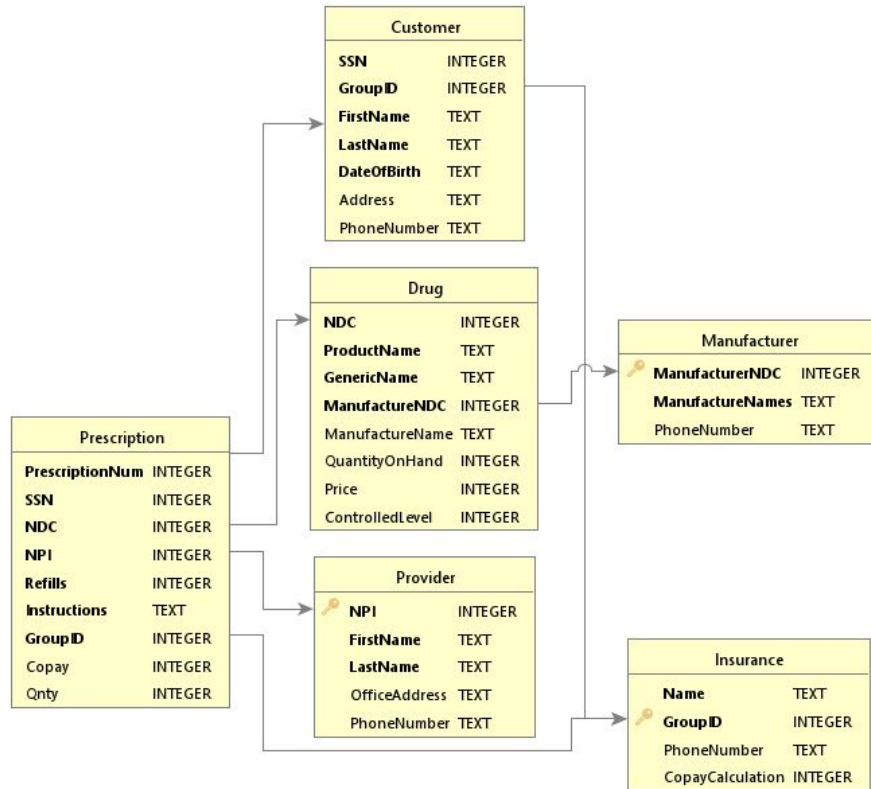 Customer
SSN INTEGER
GroupID INTEGER
FirstName TEXT
LastName TEXT
DateOfBirth TEXT
Address TEXT
PhoneNumber TEXT
Drug
NDC INTEGER
ProductName TEXT
GenericName TEXT
ManufactureNDC INTEGER
ManufactureName TEXT
QuantityOnHand INTEGER
Price INTEGER
ControlledLevel INTEGER
Manufacturer
ManufacturerNDC INTEGER
ManufactureNames TEXT
PhoneNumber TEXT
Prescription
PrescriptionNum INTEGER
SSN INTEGER
NDC INTEGER
NPI INTEGER
Refills INTEGER
Instructions TEXT
GroupID INTEGER
Copay INTEGER
Qnty INTEGER
Provider
NPI INTEGER
FirstName TEXT
LastName TEXT
OfficeAddress TEXT
PhoneNumber TEXT
Insurance
Name TEXT
GroupID INTEGER
PhoneNumber TEXT
CopayCalculation INTEGER